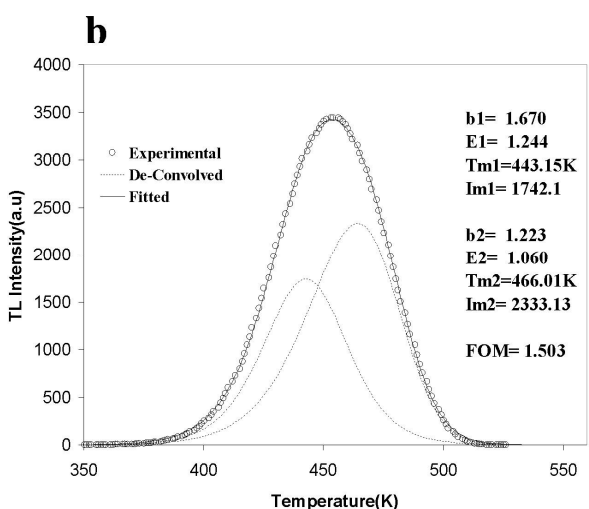 b
4000
3500
3000
2500
2000
1500
1000
500
0
TL Intensity(a.u)
Experimental
De-Convolved
Fitted
b1= 1.670
E1= 1.244
Tm1=443.15K
Im1= 1742.1
b2= 1.223
E2= 1.060
Tm2=466.01K
Im2= 2333.13
FOM= 1.503
350 400 450 500 550
Temperature(K)